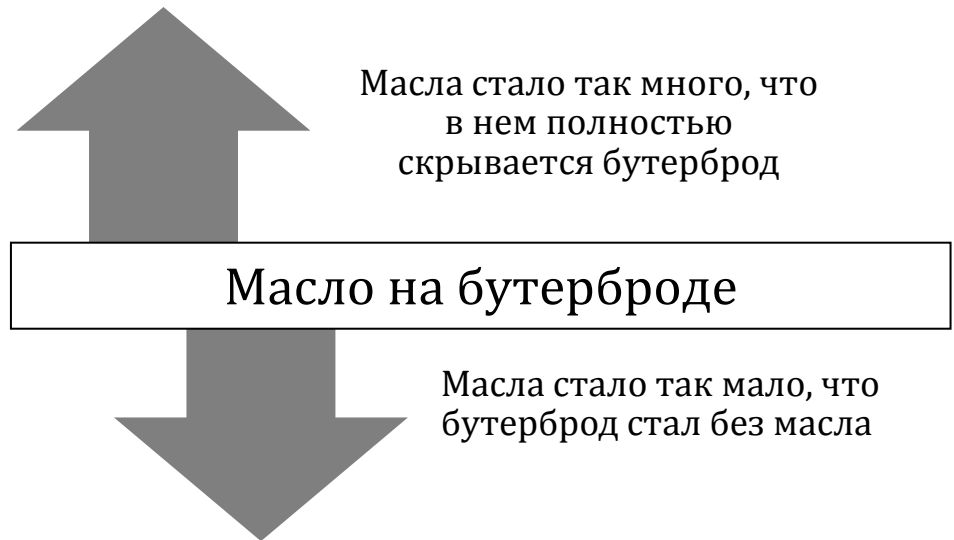 Масла стало так много, что
в нем полностью
скрывается бутерброд
Масло на бутерброде
Масла стало так мало, что
бутерброд стал без масла